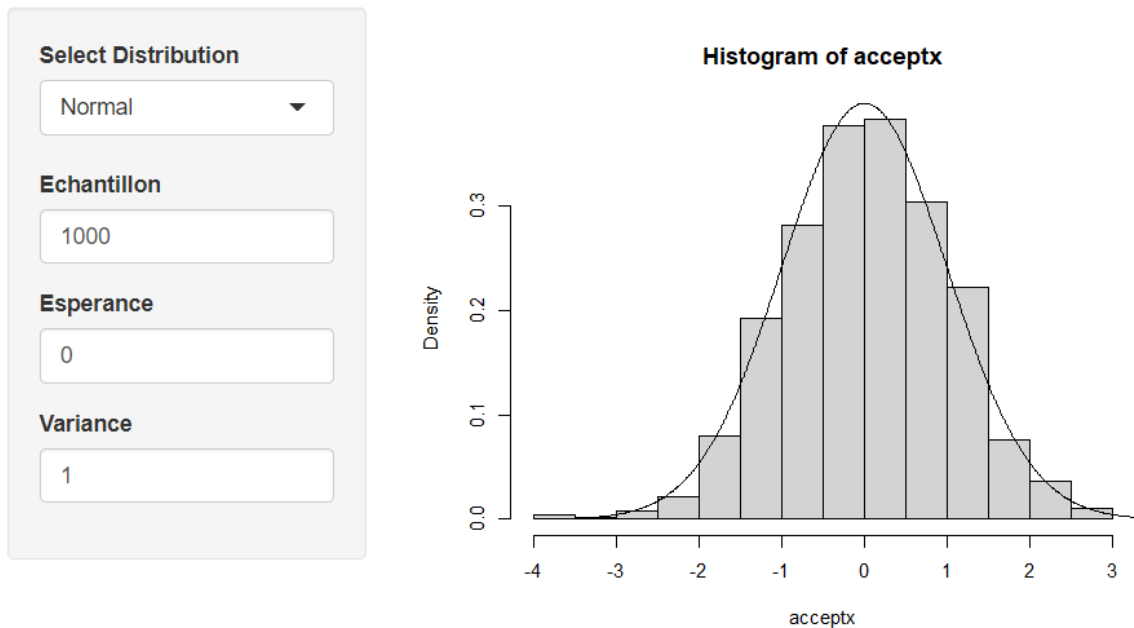 Select Distribution
Normal
Echantillon
1000
Esperance
0
Variance
1
Histogram of acceptx
Density
0.3
0.2
0.1
0.0
-4 -3 -2 -1 0 1 2 3
acceptx